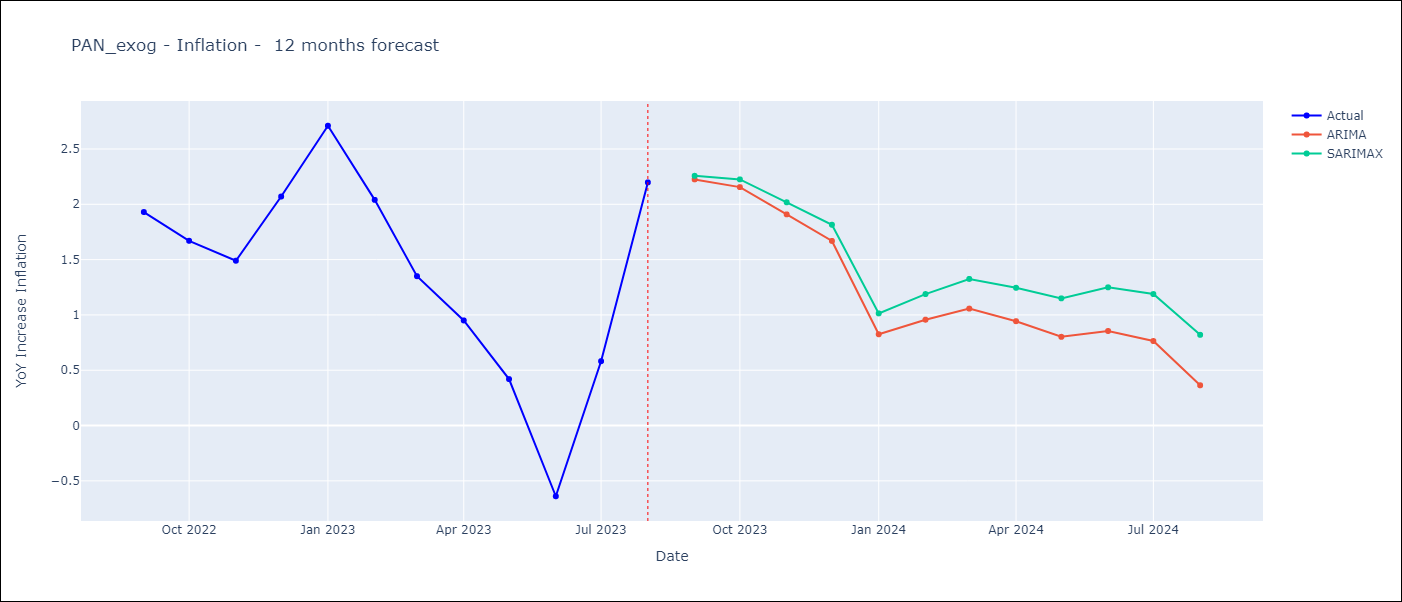 PAN_exog - Inflation -  12 months forecast
Actual
ARIMA
SARIMAX
YoY Increase Inflation
2.5
2
1.5
1
0.5
0
−0.5
Oct 2022
Jan 2023
Apr 2023
Jul 2023
Oct 2023
Jan 2024
Apr 2024
Jul 2024
Date